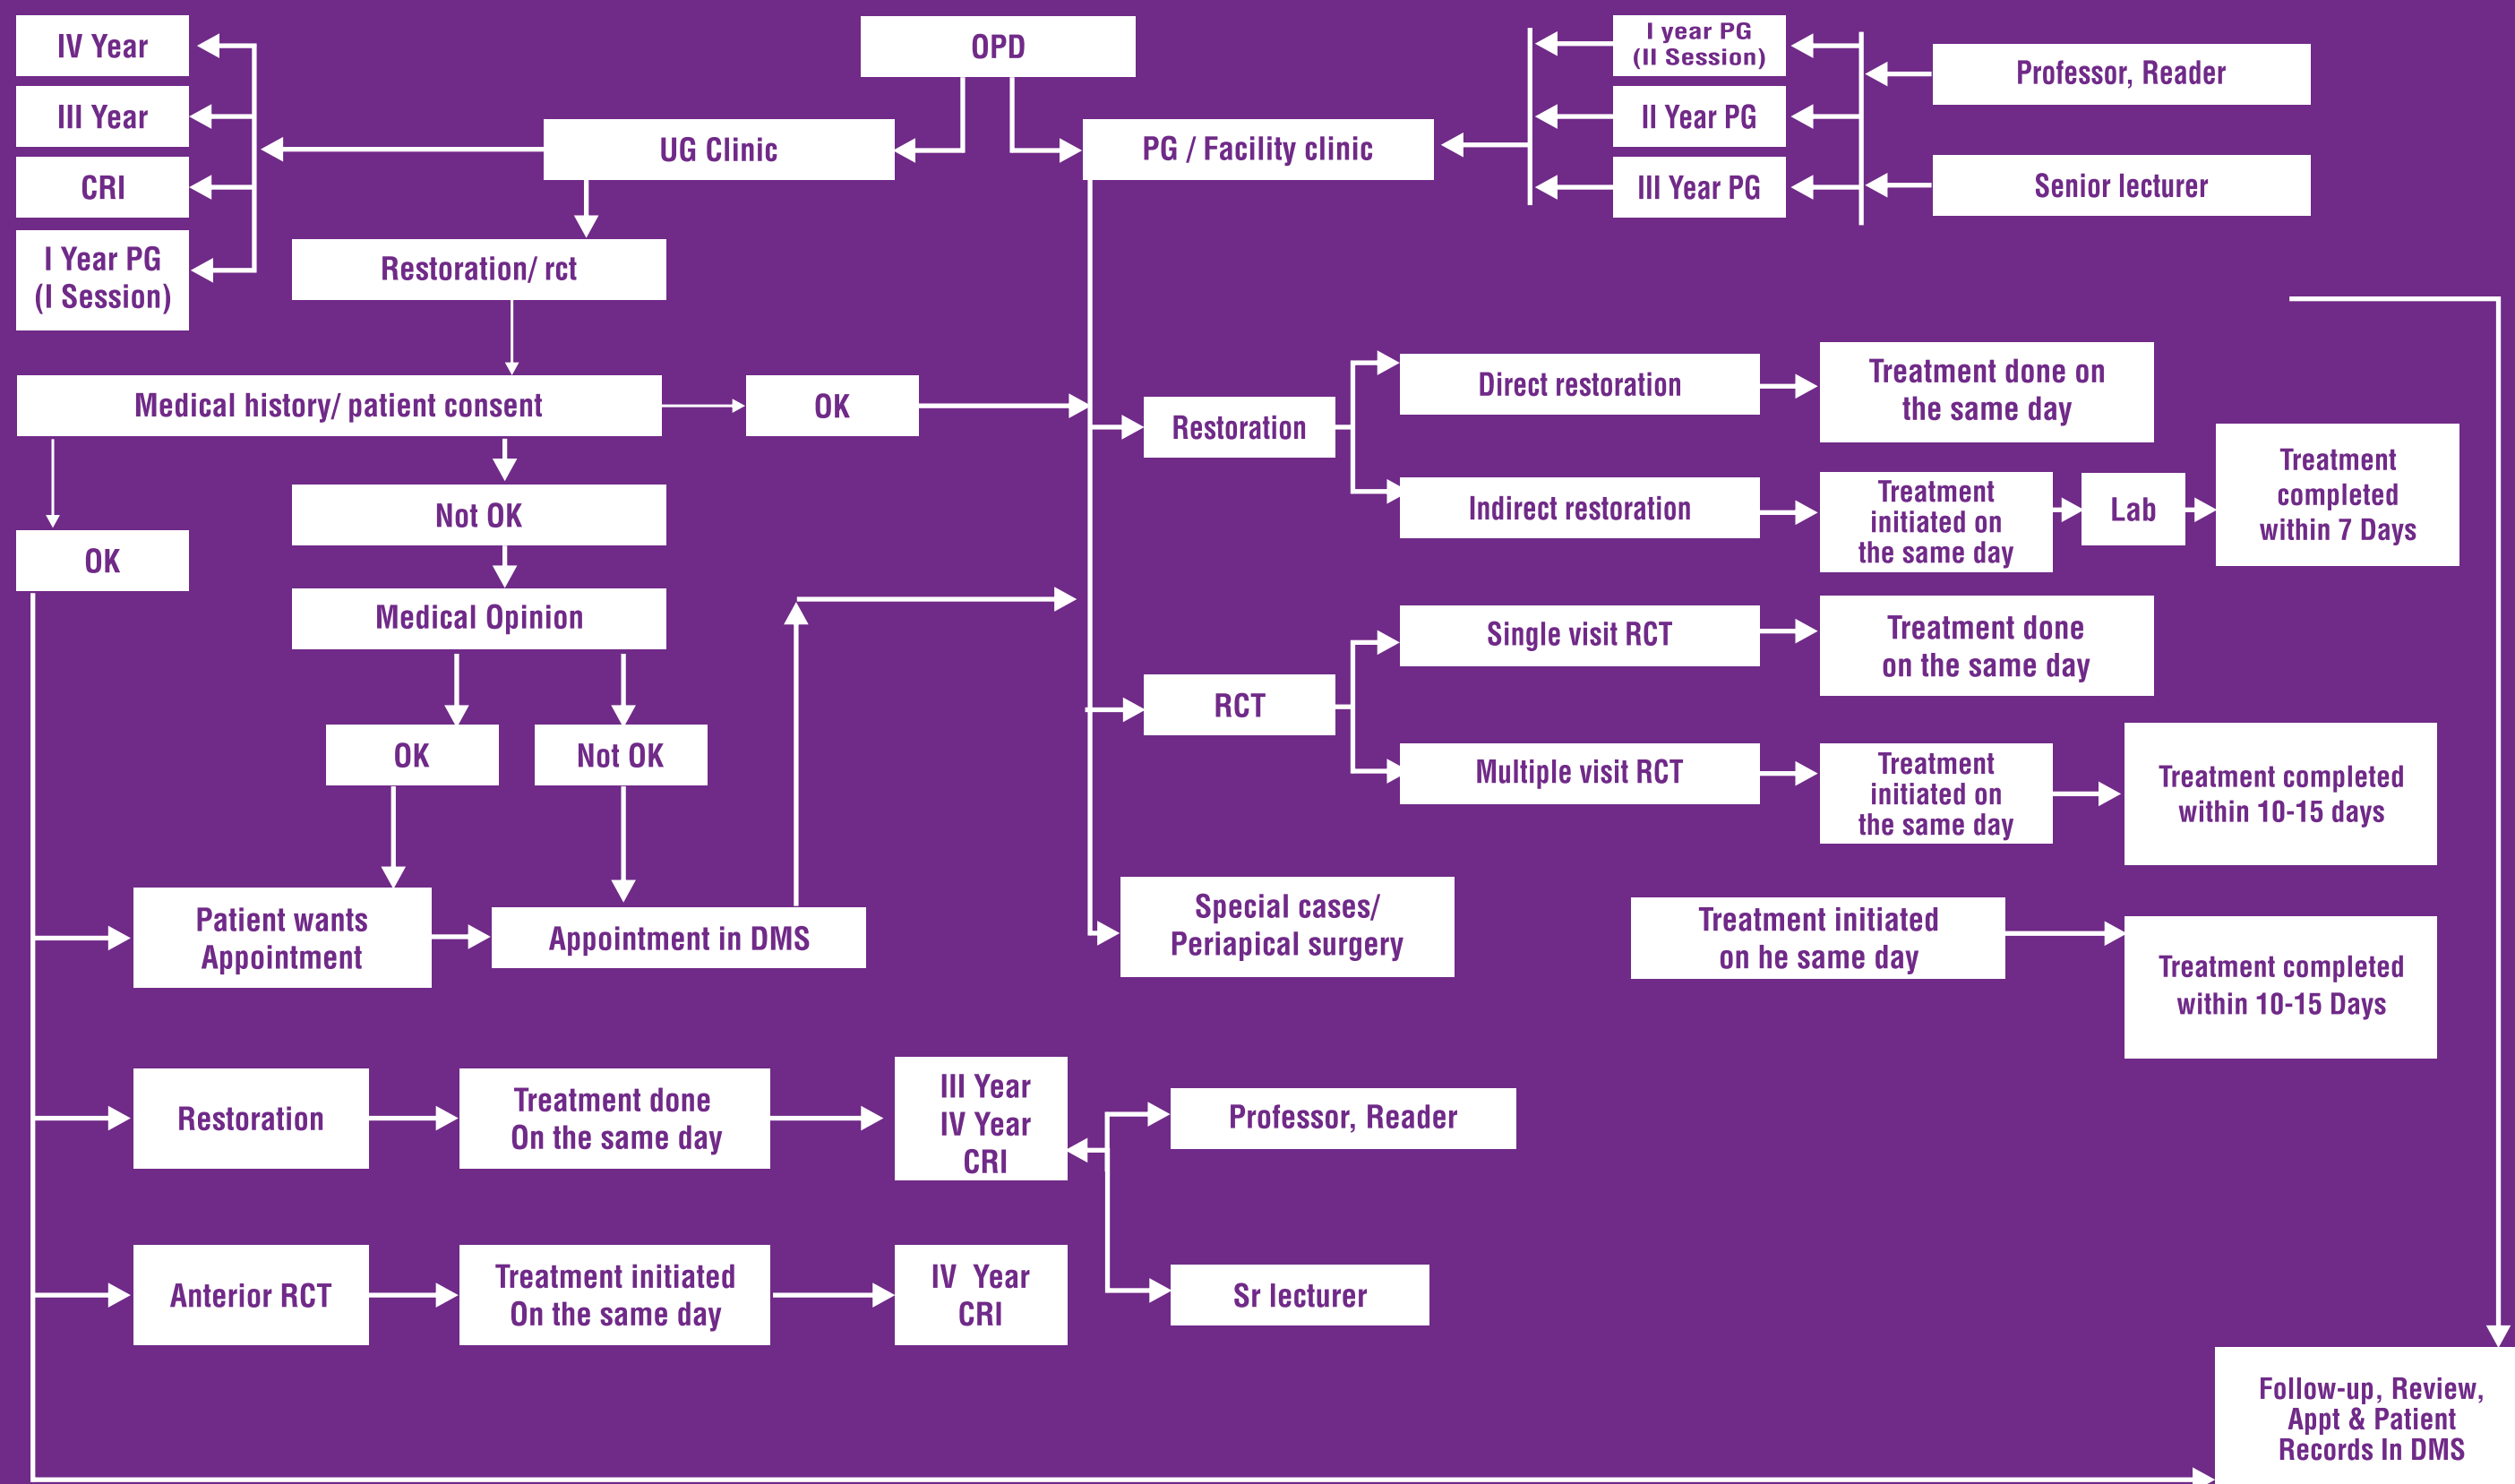 IV Year
III Year
CRI
I Year PG
(I Session)
OPD
UG Clinic
PG / Facility clinic
I year PG
(II Session)
II Year PG
III Year PG
Professor, Reader
Senior lecturer
Restoration/ rct
Medical history/ patient consent
OK
Not OK
OK
Medical Opinion
OK
Not OK
Patient wants
Appointment
Appointment in DMS
Restoration
Direct restoration
Treatment done on
the same day
Indirect restoration
Treatment
initiated on
the same day
Lab
Treatment
completed
within 7 Days
RCT
Single visit RCT
Treatment done
on the same day
Multiple visit RCT
Treatment
initiated on
the same day
Treatment completed
within 10-15 days
Special cases/
Periapical surgery
Treatment initiated
on he same day
Treatment completed
within 10-15 Days
Restoration
Treatment done
On the same day
III Year
IV Year
CRI
Professor, Reader
Anterior RCT
Treatment initiated
On the same day
IV  Year
CRI
Sr lecturer
Follow-up, Review,
Appt & Patient
Records In DMS